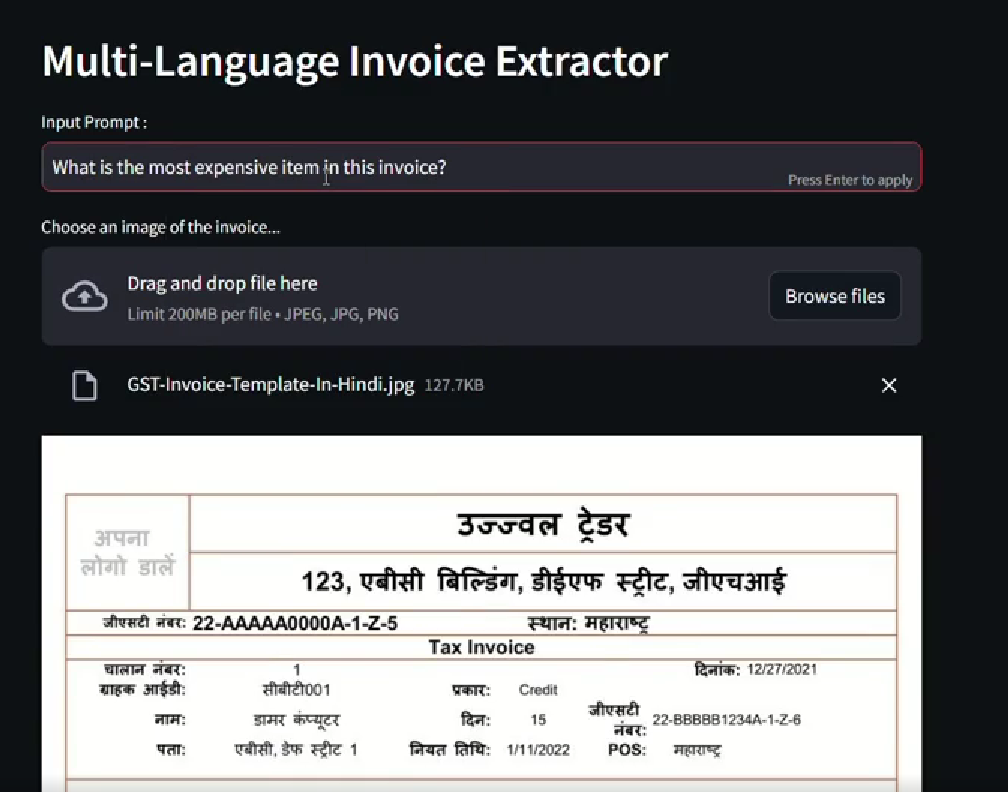 Multi-Language Invoice Extractor
Input Prompt :
What is the most expensive item in this invoice?
Press Enter to apply
Choose an image of the invoice...
Drag and drop file here
Limit 200MB per file • JPEG, JPG, PNG
Browse files
GST-Invoice-Template-In-Hindi.jpg 127.7KB
अपना
लोगो डालें
उज्ज्वल ट्रेडर
123, एबीसी बिल्डिंग, डीईएफ स्ट्रीट, जीएचआई
जीएसटी नंबर: 22-AAAAA0000A-1-Z-5 स्थान: महाराष्ट्र
Tax Invoice
चालान नंबर: 1 दिनांक: 12/27/2021
ग्राहक आईडी: सीबीटी001 प्रकार: Credit
नाम: डामर कंप्यूटर दिन: 15 जीएसटी नंबर: 22-BBBBB1234A-1-Z-6
पता: एबीसी, डेफ स्ट्रीट 1 नियत तिथि: 1/11/2022 POS: महाराष्ट्र